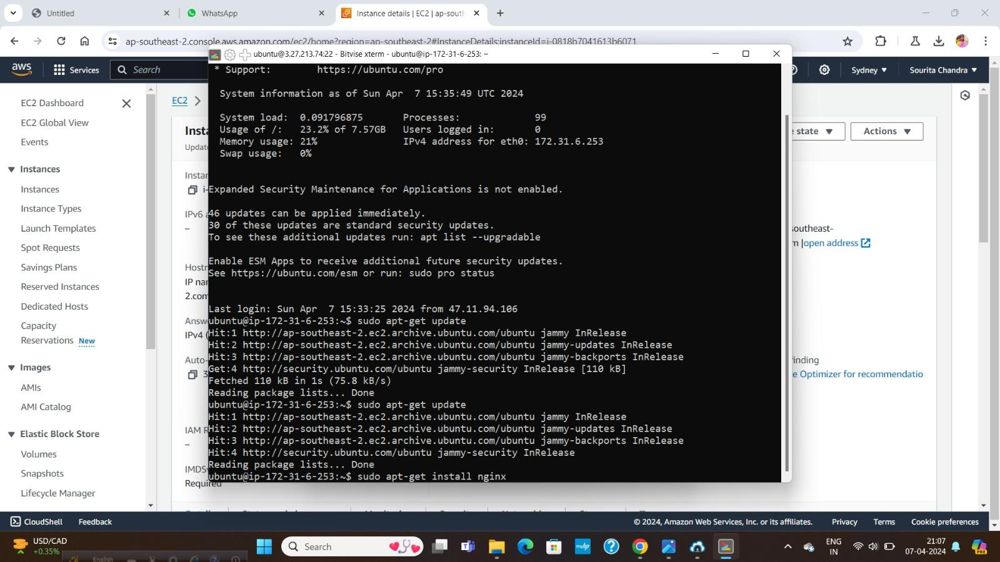 Untitled
WhatsApp
Instance details | EC2 | ap-south
ap-southeast-2.console.aws.amazon.com/ec2/home?region=ap-southeast-2#InstanceDetails:instanceId=i-0818b7041613b6071
ubuntu@3.27.213.74:22 - Bitvise xterm - ubuntu@ip-172-31-6-253: ~
aws
Services
Search
Sydney
Sourita Chandra
EC2 Dashboard
EC2 Global View
Events
Instances
Instances
Instance Types
Launch Templates
Spot Requests
Savings Plans
Reserved Instances
Dedicated Hosts
Capacity
Reservations New
Images
AMIs
AMI Catalog
Elastic Block Store
Volumes
Snapshots
Lifecycle Manager
EC2
Insta
Update
e state
Actions
Instan
i-
IPv6 a
–
Hostn
IP nam
2.com
Answ
IPv4 (
Auto-
3
IAM R
–
IMDSv
Required
southeast-
m |open address
inding
e Optimizer for recommendatio
* Support: https://ubuntu.com/pro
System information as of Sun Apr 7 15:35:49 UTC 2024
System load: 0.091796875 Processes: 99
Usage of /: 23.2% of 7.57GB Users logged in: 0
Memory usage: 21% IPv4 address for eth0: 172.31.6.253
Swap usage: 0%
Expanded Security Maintenance for Applications is not enabled.
46 updates can be applied immediately.
30 of these updates are standard security updates.
To see these additional updates run: apt list --upgradable
Enable ESM Apps to receive additional future security updates.
See https://ubuntu.com/esm or run: sudo pro status
Last login: Sun Apr 7 15:33:25 2024 from 47.11.94.106
ubuntu@ip-172-31-6-253:~$ sudo apt-get update
Hit:1 http://ap-southeast-2.ec2.archive.ubuntu.com/ubuntu jammy InRelease
Hit:2 http://ap-southeast-2.ec2.archive.ubuntu.com/ubuntu jammy-updates InRelease
Hit:3 http://ap-southeast-2.ec2.archive.ubuntu.com/ubuntu jammy-backports InRelease
Get:4 http://security.ubuntu.com/ubuntu jammy-security InRelease [110 kB]
Fetched 110 kB in 1s (75.8 kB/s)
Reading package lists... Done
ubuntu@ip-172-31-6-253:~$ sudo apt-get update
Hit:1 http://ap-southeast-2.ec2.archive.ubuntu.com/ubuntu jammy InRelease
Hit:2 http://ap-southeast-2.ec2.archive.ubuntu.com/ubuntu jammy-updates InRelease
Hit:3 http://ap-southeast-2.ec2.archive.ubuntu.com/ubuntu jammy-backports InRelease
Hit:4 http://security.ubuntu.com/ubuntu jammy-security InRelease
Reading package lists... Done
ubuntu@ip-172-31-6-253:~$ sudo apt-get install nginx
CloudShell
Feedback
© 2024, Amazon Web Services, Inc. or its affiliates.
Privacy
Terms
Cookie preferences
USD/CAD
+0.35%
English
Search
myhp
PRE
ENG
IN
21:07
07-04-2024